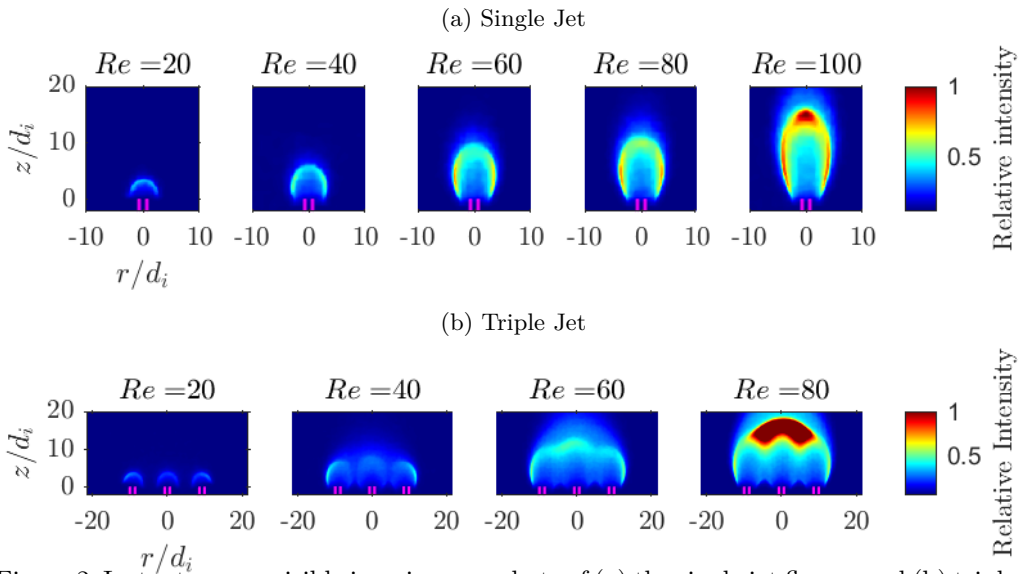 (a) Single Jet
Re =20 Re =40 Re =60 Re =80 Re =100
20
10
0
z/d_i
-10 0 10 -10 0 10 -10 0 10 -10 0 10 -10 0 10
r/d_i
1
0.5
Relative intensity
(b) Triple Jet
Re =20 Re =40 Re =60 Re =80
20
10
0
z/d_i
-20 0 20 -20 0 20 -20 0 20 -20 0 20
r/d_i
1
0.5
Relative Intensity